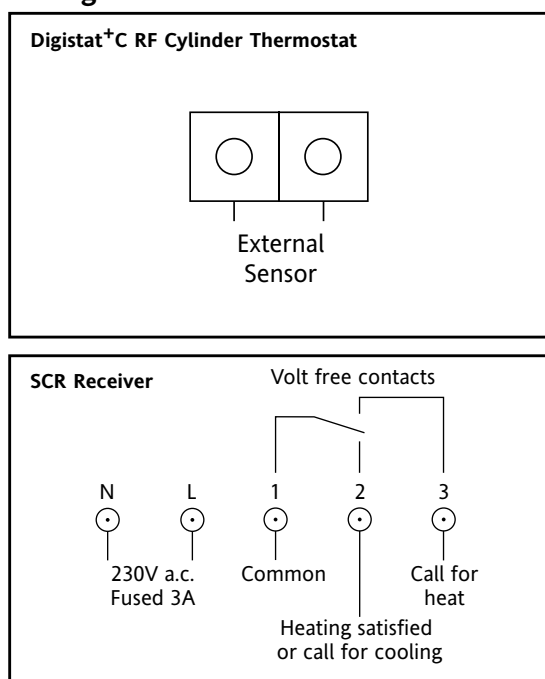 Digistat+C RF Cylinder Thermostat
External
Sensor
SCR Receiver
Volt free contacts
N L 1 2 3
230V a.c.
Fused 3A
Common
Call for
heat
Heating satisfied
or call for cooling